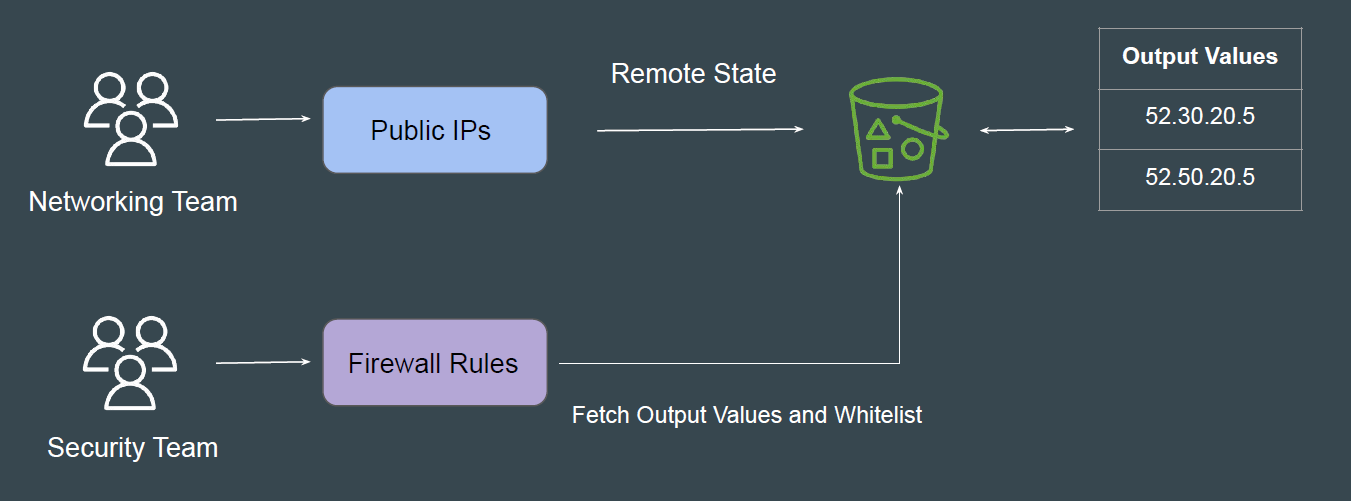 Remote State
Output Values
Public IPs
52.30.20.5
52.50.20.5
Networking Team
Firewall Rules
Fetch Output Values and Whitelist
Security Team